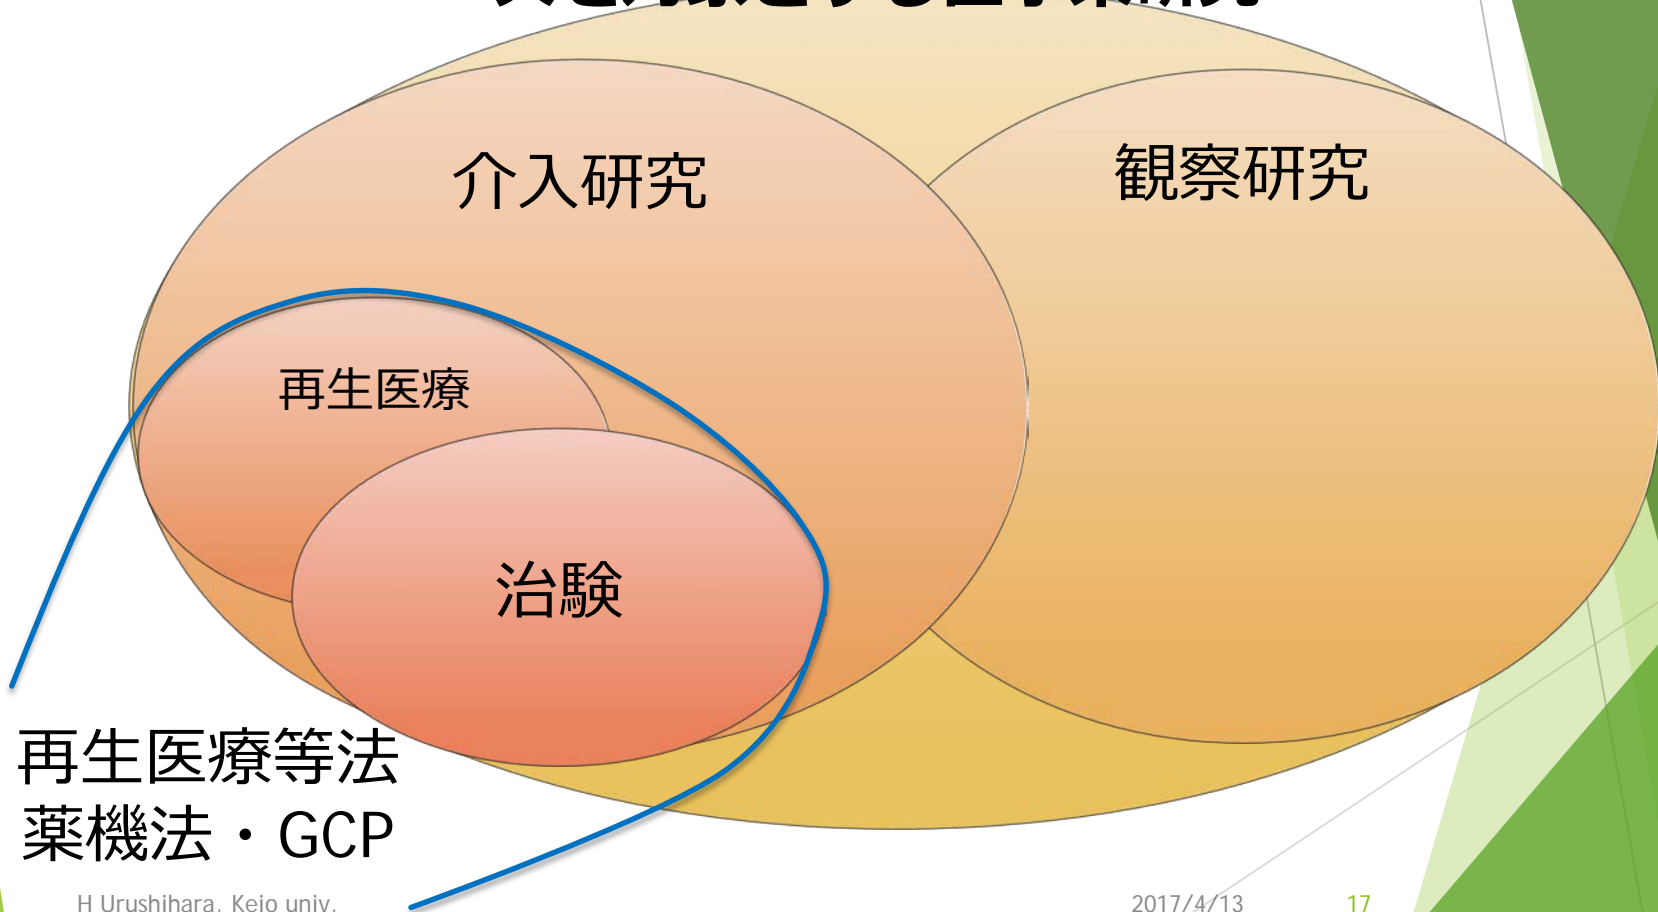 介入研究
観察研究
再生医療
治験
再生医療等法
薬機法・GCP
H Urushihara, Keio univ.
2017/4/13
17